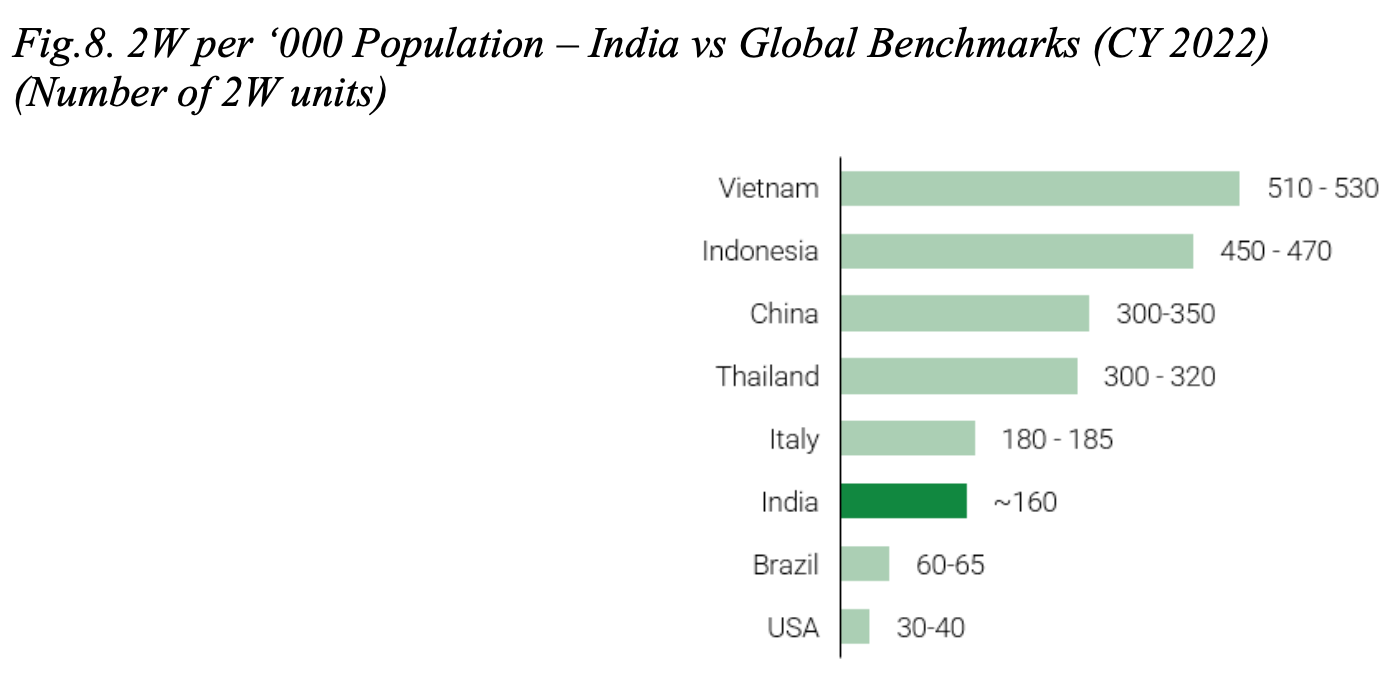 Fig.8. 2W per ‘000 Population – India vs Global Benchmarks (CY 2022)
(Number of 2W units)
Vietnam 510 - 530
Indonesia 450 - 470
China 300-350
Thailand 300 - 320
Italy 180 - 185
India ~160
Brazil 60-65
USA 30-40